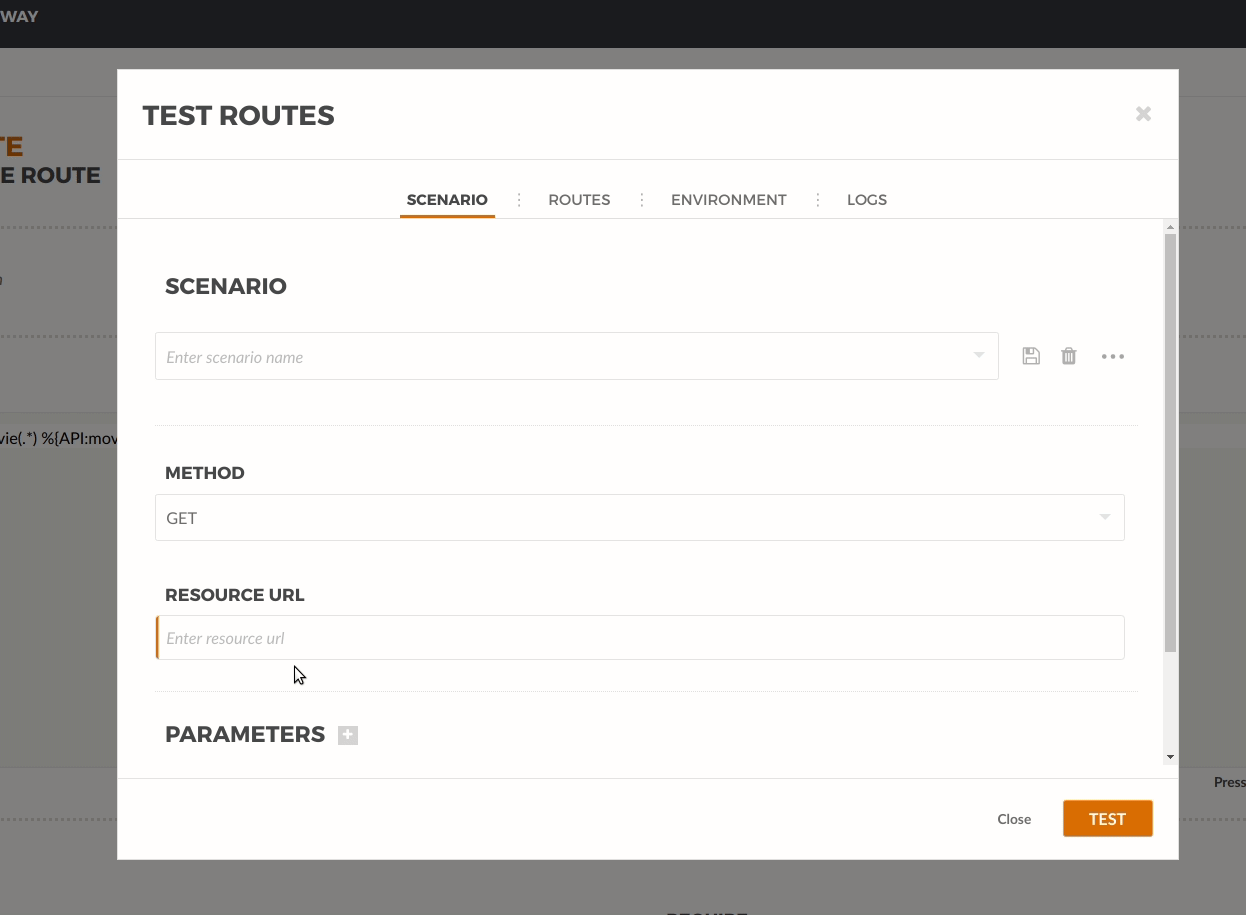 WAY
TEST ROUTES
TE
E ROUTE
SCENARIO
ROUTES
ENVIRONMENT
LOGS
SCENARIO
Enter scenario name
vie(.*) %{API:mov
METHOD
GET
RESOURCE URL
Enter resource url
PARAMETERS
Press
Close
TEST
REQUIRE